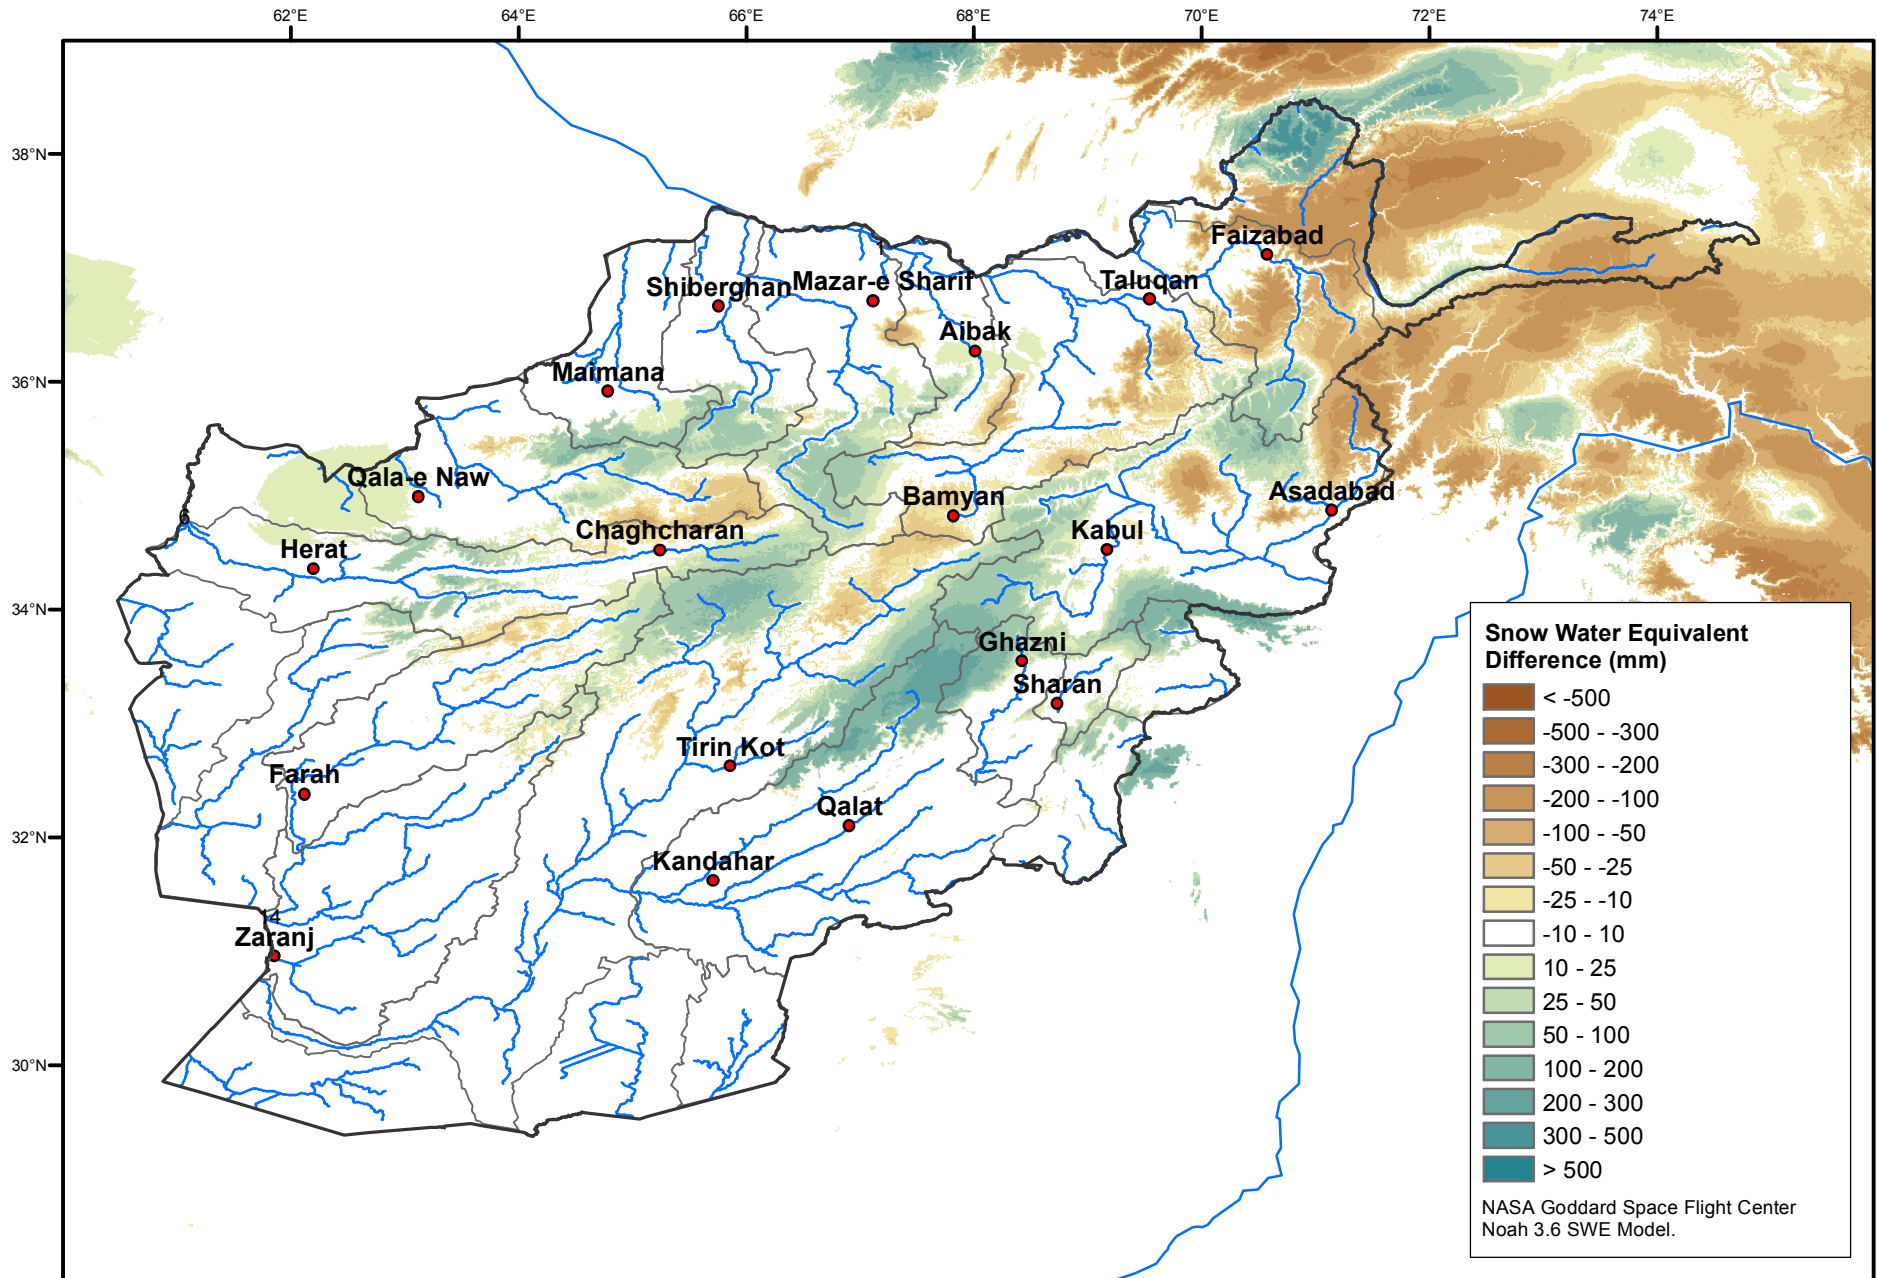 62°E 64°E 66°E 68°E 70°E 72°E 74°E
38°N
36°N
34°N
32°N
30°N
Faizabad
Shiberghan
Mazar-e Sharif
1
Taluqan
Aibak
Maimana
Qala-e Naw
Bamyan
Asadabad
6
Herat
Chaghcharan
Kabul
Ghazni
Sharan
Tirin Kot
Farah
Qalat
Kandahar
14
Zaranj
Snow Water Equivalent
Difference (mm)
< -500
-500 - -300
-300 - -200
-200 - -100
-100 - -50
-50 - -25
-25 - -10
-10 - 10
10 - 25
25 - 50
50 - 100
100 - 200
200 - 300
300 - 500
> 500
NASA Goddard Space Flight Center
Noah 3.6 SWE Model.